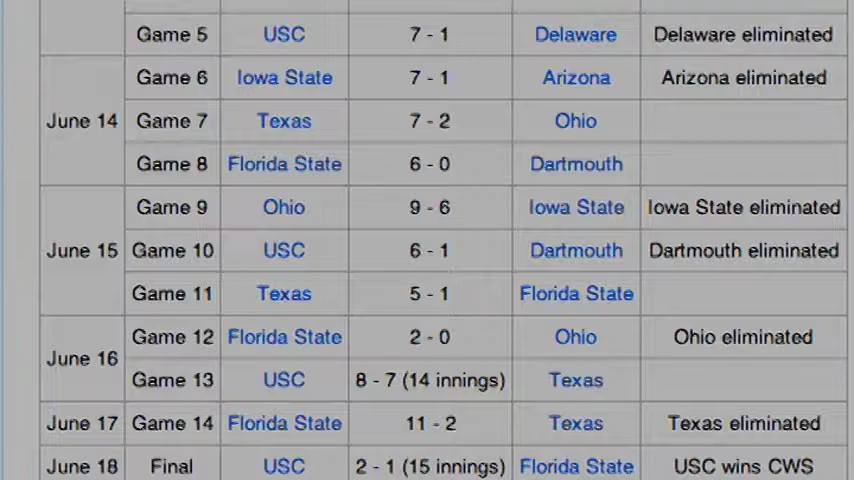 Game 5 USC 7 - 1 Delaware Delaware eliminated
Game 6 Iowa State 7 - 1 Arizona Arizona eliminated
June 14 Game 7 Texas 7 - 2 Ohio
Game 8 Florida State 6 - 0 Dartmouth
Game 9 Ohio 9 - 6 Iowa State Iowa State eliminated
June 15 Game 10 USC 6 - 1 Dartmouth Dartmouth eliminated
Game 11 Texas 5 - 1 Florida State
June 16 Game 12 Florida State 2 - 0 Ohio Ohio eliminated
Game 13 USC 8 - 7 (14 innings) Texas
June 17 Game 14 Florida State 11 - 2 Texas Texas eliminated
June 18 Final USC 2 - 1 (15 innings) Florida State USC wins CWS